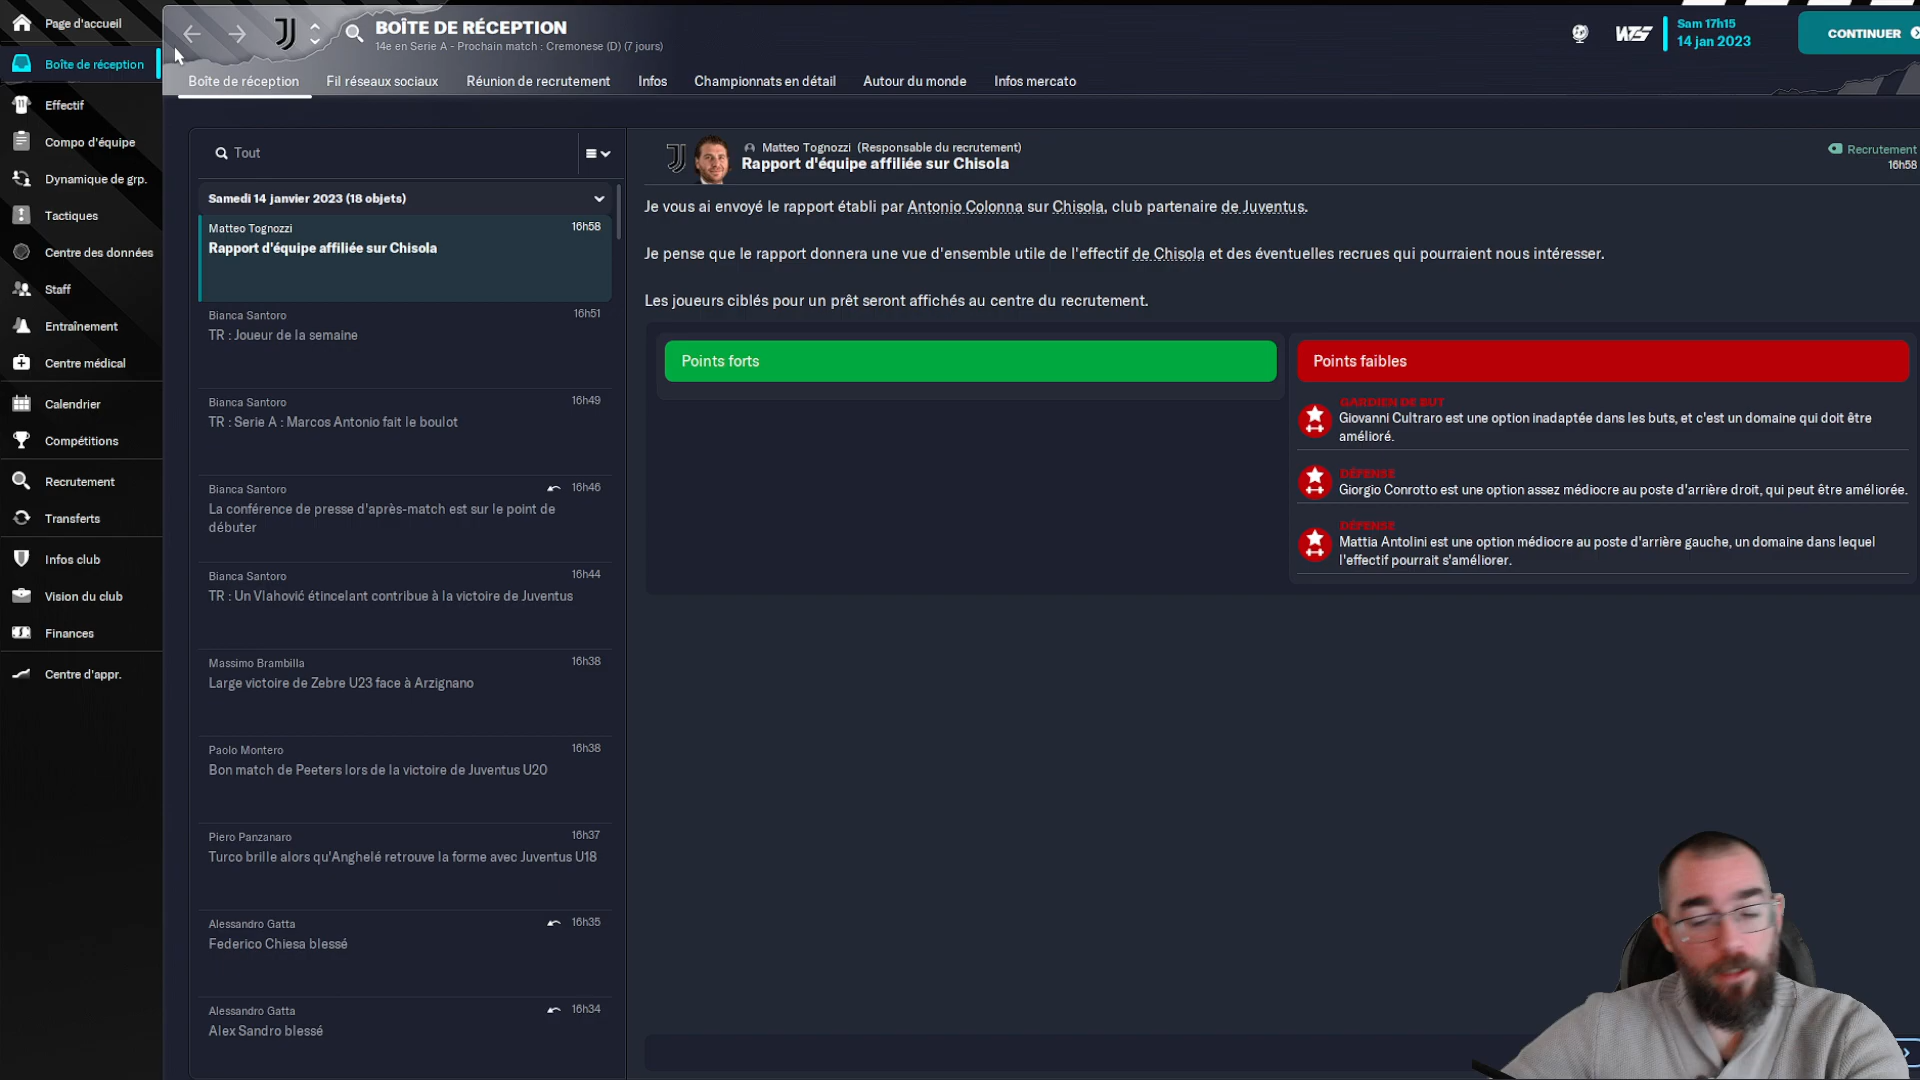 Page d'accueil
Boîte de réception
Effectif
Compo d'équipe
Dynamique de grp.
Tactiques
Centre des données
Staff
Entraînement
Centre médical
Calendrier
Compétitions
Recrutement
Transferts
Infos club
Vision du club
Finances
Centre d'appr.
BOÎTE DE RÉCEPTION
14e en Serie A - Prochain match : Cremonese (D) (7 jours)
Sam 17h15
14 jan 2023
CONTINUER
Boîte de réception Fil réseaux sociaux Réunion de recrutement Infos Championnats en détail Autour du monde Infos mercato
Tout
Samedi 14 janvier 2023 (18 objets)
Matteo Tognozzi 16h58
Rapport d'équipe affiliée sur Chisola
Bianca Santoro 16h51
TR : Joueur de la semaine
Bianca Santoro 16h49
TR : Serie A : Marcos Antonio fait le boulot
Bianca Santoro 16h46
La conférence de presse d'après-match est sur le point de
débuter
Bianca Santoro 16h44
TR : Un Vlahović étincelant contribue à la victoire de Juventus
Massimo Brambilla 16h38
Large victoire de Zebre U23 face à Arzignano
Paolo Montero 16h38
Bon match de Peeters lors de la victoire de Juventus U20
Piero Panzanaro 16h37
Turco brille alors qu'Anghelé retrouve la forme avec Juventus U18
Alessandro Gatta 16h35
Federico Chiesa blessé
Alessandro Gatta 16h34
Alex Sandro blessé
Matteo Tognozzi (Responsable du recrutement)
Rapport d'équipe affiliée sur Chisola
Recrutement
16h58
Je vous ai envoyé le rapport établi par Antonio Colonna sur Chisola, club partenaire de Juventus.
Je pense que le rapport donnera une vue d'ensemble utile de l'effectif de Chisola et des éventuelles recrues qui pourraient nous intéresser.
Les joueurs ciblés pour un prêt seront affichés au centre du recrutement.
Points forts
Points faibles
GARDIEN DE BUT
Giovanni Cultraro est une option inadaptée dans les buts, et c'est un domaine qui doit être
amélioré.
DÉFENSE
Giorgio Conrotto est une option assez médiocre au poste d'arrière droit, qui peut être améliorée.
DÉFENSE
Mattia Antolini est une option médiocre au poste d'arrière gauche, un domaine dans lequel
l'effectif pourrait s'améliorer.